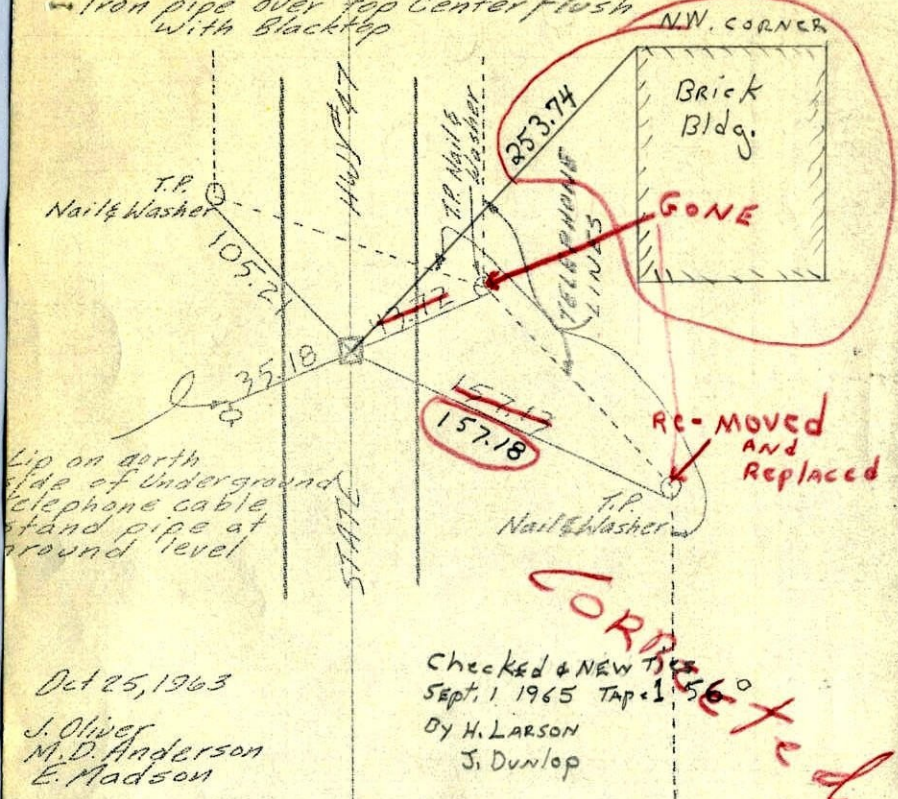 Iron pipe over Top Center Flush
With Blacktop
N.W. CORNER
Brick
Bldg.
253.74
HWY #47
T.P. Nail &
Washer
TELEPHONE
LINES
T.P.
Nail & Washer
GONE
105.21
35.18
157.18
Re-MOVED
AND
Replaced
T.P.
Nail & Washer
Lip on north
side of Underground
telephone cable
stand pipe at
ground level
STATE
CORRected
Oct 25, 1963
J. Oliver
M.D. Anderson
E. Madson
Checked & NEW Ties
Sept. 1 1965 Tape 1 56°
By H. LARSON
J. Dunlop